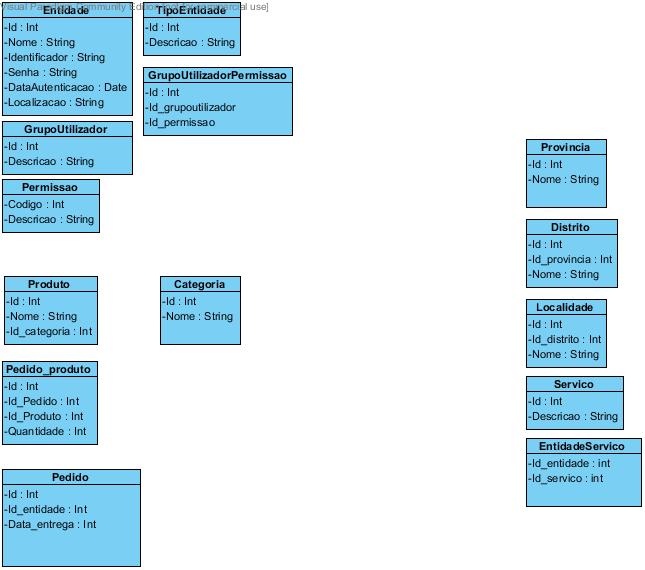 Visual Paradigm Community Edition [not for commercial use]
Entidade
-Id : Int
-Nome : String
-Identificador : String
-Senha : String
-DataAutenticacao : Date
-Localizacao : String
TipoEntidade
-Id : Int
-Descricao : String
GrupoUtilizadorPermissao
-Id : Int
-Id_grupoutilizador
-Id_permissao
GrupoUtilizador
-Id : Int
-Descricao : String
Permissao
-Codigo : Int
-Descricao : String
Provincia
-Id : Int
-Nome : String
Distrito
-Id : Int
-Id_provincia : Int
-Nome : String
Produto
-Id : Int
-Nome : String
-Id_categoria : Int
Categoria
-Id : Int
-Nome : String
Localidade
-Id : Int
-Id_distrito : Int
-Nome : String
Pedido_produto
-Id : Int
-Id_Pedido : Int
-Id_Produto : Int
-Quantidade : Int
Servico
-Id : Int
-Descricao : String
EntidadeServico
-Id_entidade : int
-Id_servico : int
Pedido
-Id : Int
-Id_entidade : Int
-Data_entrega : Int